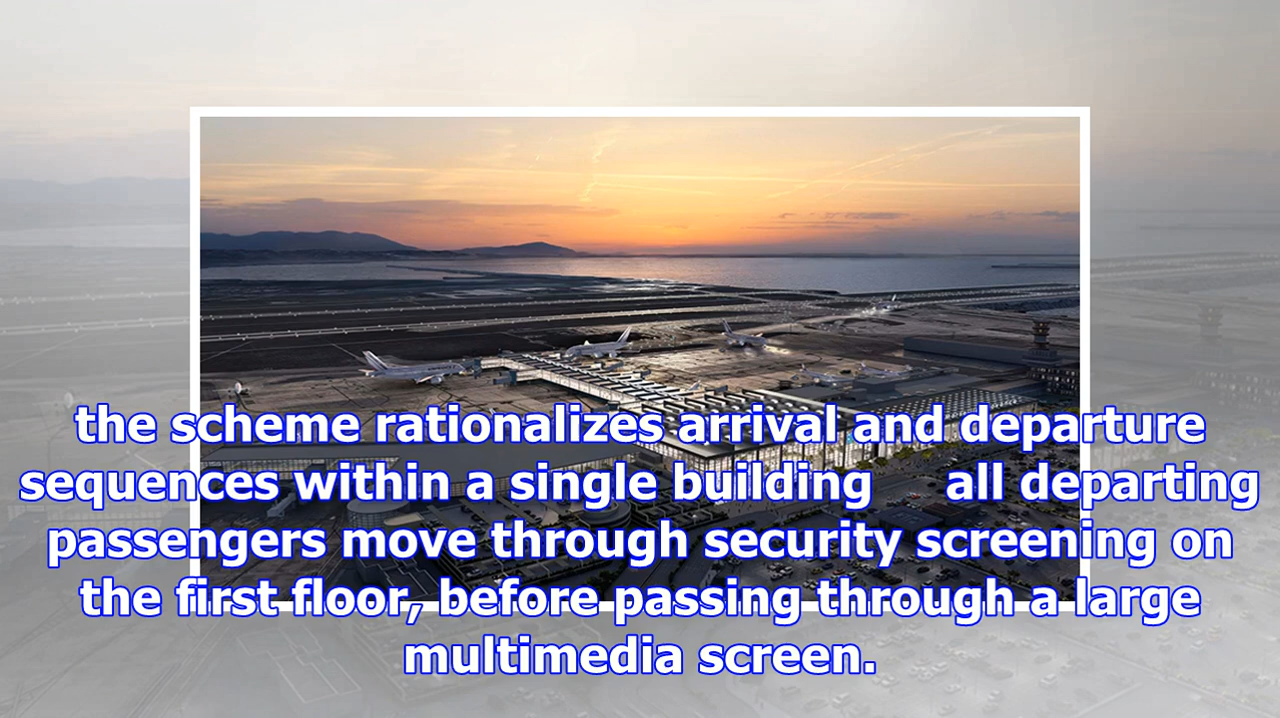 the scheme rationalizes arrival and departure
sequences within a single building      all departing
passengers move through security screening on
the first floor, before passing through a large
multimedia screen.